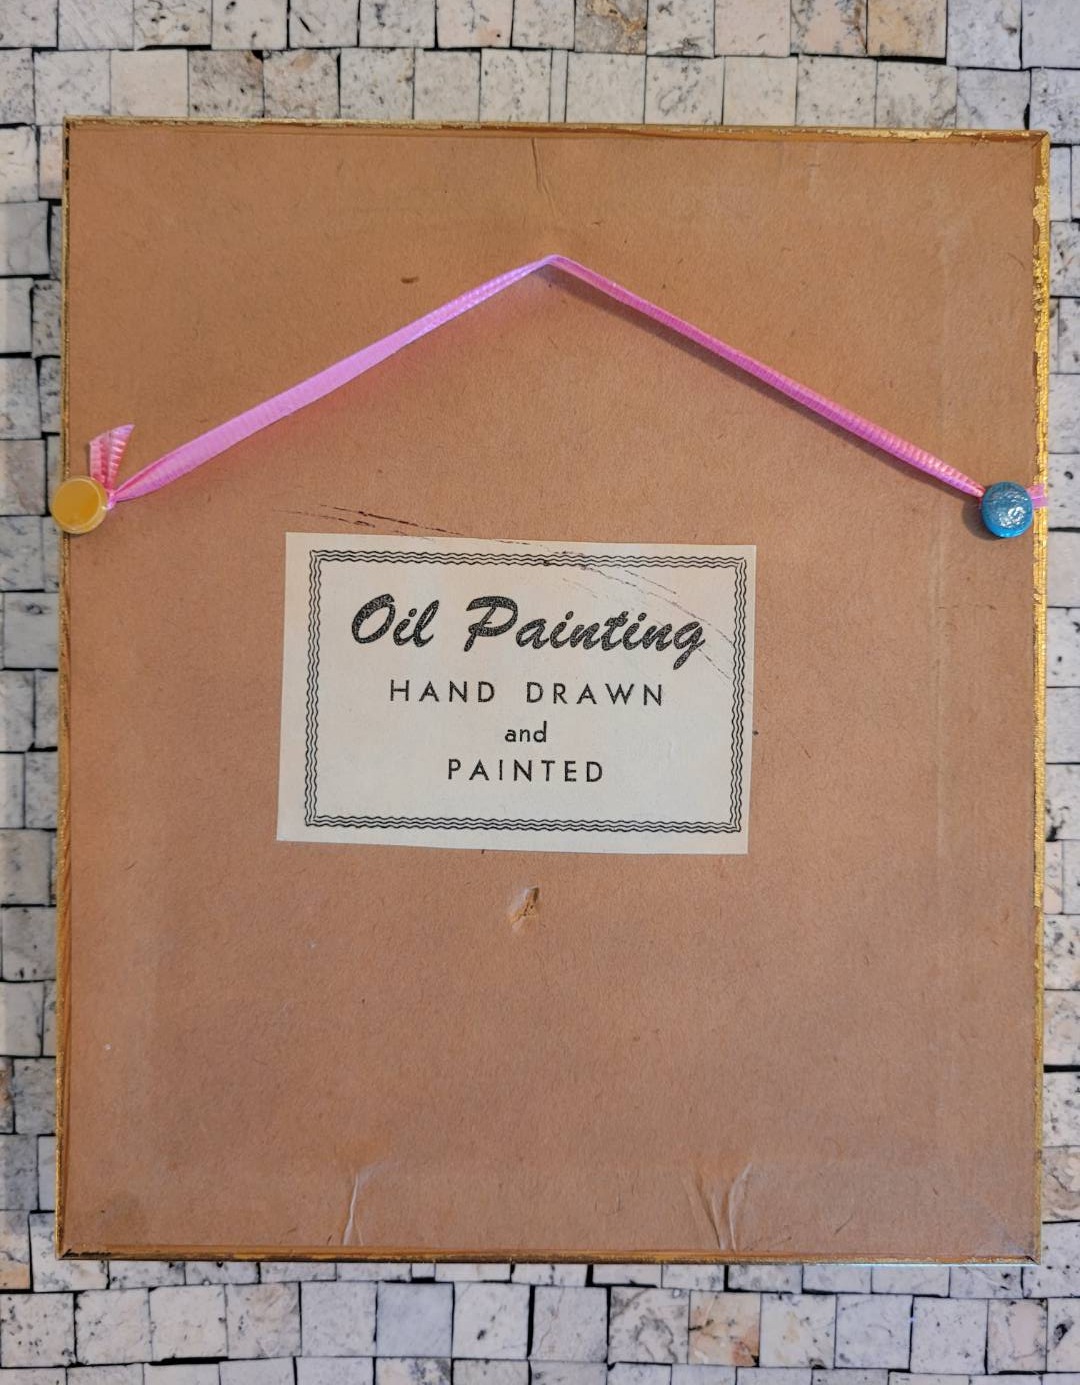 Oil Painting
HAND DRAWN
and
PAINTED